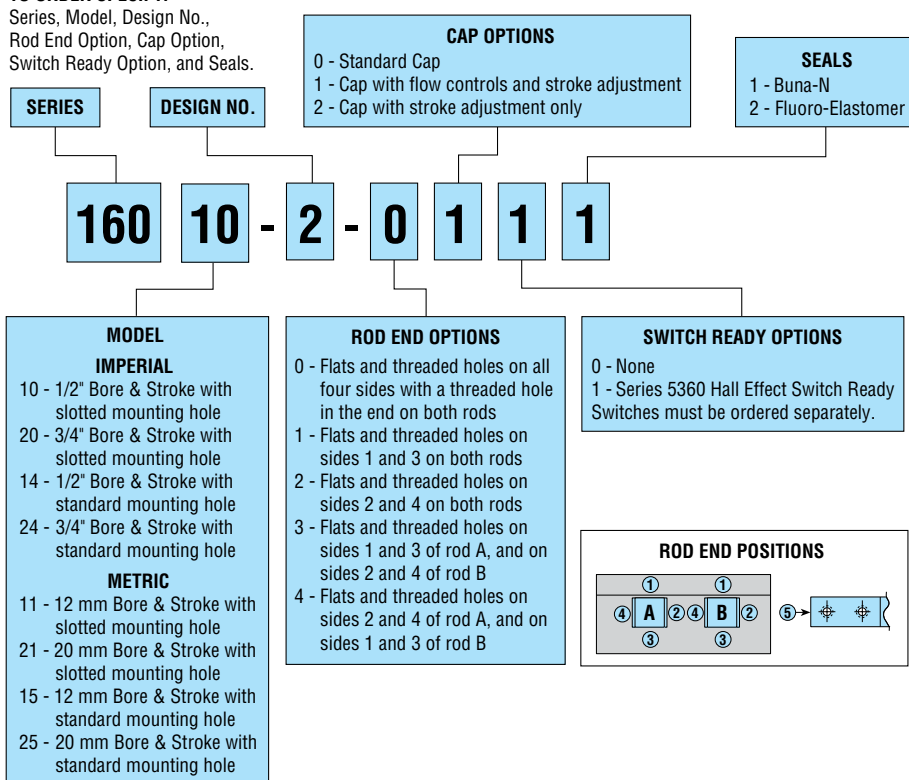 Series, Model, Design No.,
Rod End Option, Cap Option,
Switch Ready Option, and Seals.
CAP OPTIONS
0 - Standard Cap
1 - Cap with flow controls and stroke adjustment
2 - Cap with stroke adjustment only
SEALS
1 - Buna-N
2 - Fluoro-Elastomer
SERIES
DESIGN NO.
160 10 - 2 - 0 1 1 1
MODEL
IMPERIAL
10 - 1/2" Bore & Stroke with
slotted mounting hole
20 - 3/4" Bore & Stroke with
slotted mounting hole
14 - 1/2" Bore & Stroke with
standard mounting hole
24 - 3/4" Bore & Stroke with
standard mounting hole
METRIC
11 - 12 mm Bore & Stroke with
slotted mounting hole
21 - 20 mm Bore & Stroke with
slotted mounting hole
15 - 12 mm Bore & Stroke with
standard mounting hole
25 - 20 mm Bore & Stroke with
standard mounting hole
ROD END OPTIONS
0 - Flats and threaded holes on all
four sides with a threaded hole
in the end on both rods
1 - Flats and threaded holes on
sides 1 and 3 on both rods
2 - Flats and threaded holes on
sides 2 and 4 on both rods
3 - Flats and threaded holes on
sides 1 and 3 of rod A, and on
sides 2 and 4 of rod B
4 - Flats and threaded holes on
sides 2 and 4 of rod A, and on
sides 1 and 3 of rod B
SWITCH READY OPTIONS
0 - None
1 - Series 5360 Hall Effect Switch Ready
Switches must be ordered separately.
ROD END POSITIONS
1 1
4 A 2 4 B 2 5
3 3